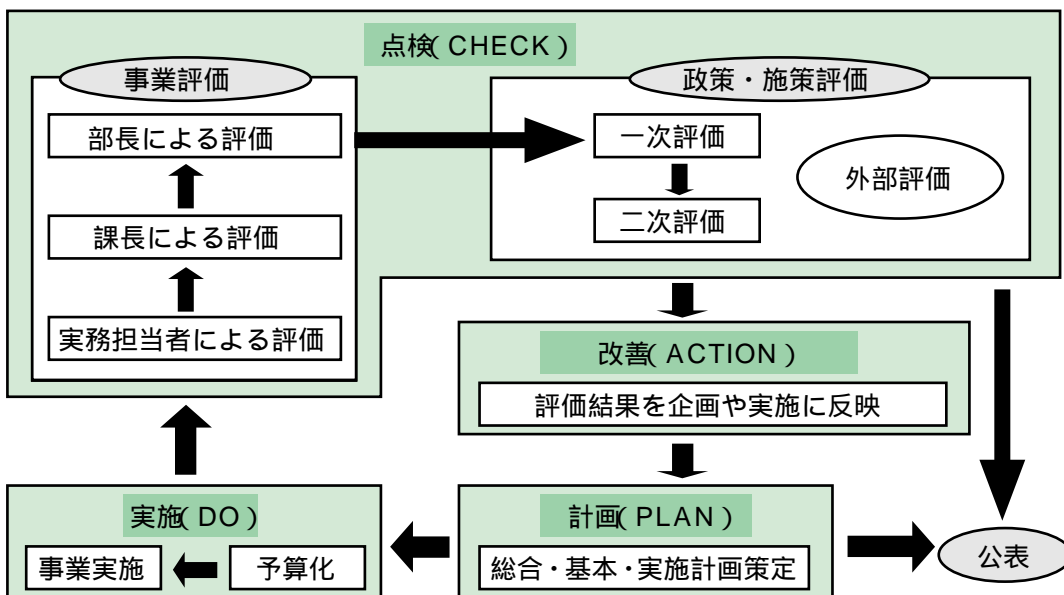 点検(CHECK)
事業評価
部長による評価
課長による評価
実務担当者による評価
政策・施策評価
一次評価
二次評価
外部評価
改善(ACTION)
評価結果を企画や実施に反映
実施(DO)
事業実施
予算化
計画(PLAN)
総合・基本・実施計画策定
公表